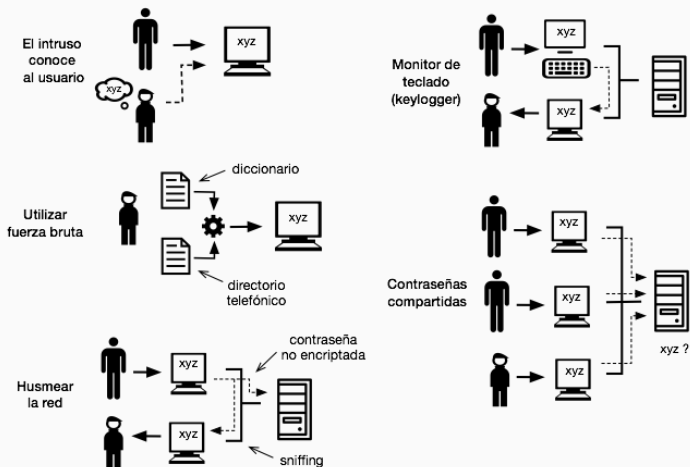 El intruso
conoce
al usuario
xyz
xyz
diccionario
Utilizar
fuerza bruta
xyz
directorio
telefónico
contraseña
no encriptada
Husmear
la red
xyz
xyz
sniffing
Monitor de
teclado
(keylogger)
xyz
xyz
Contraseñas
compartidas
xyz
xyz
xyz
xyz ?